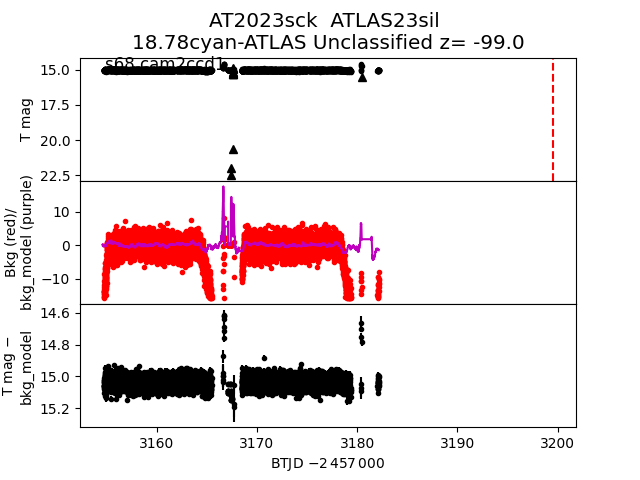 AT2023sck  ATLAS23sil
18.78cyan-ATLAS Unclassified z= -99.0
s68 cam2ccd1
15.0
17.5
20.0
22.5
T mag
10
0
−10
Bkg (red)/
bkg_model (purple)
14.6
14.8
15.0
15.2
T mag −
bkg_model
3160
3170
3180
3190
3200
BTJD −2 457 000